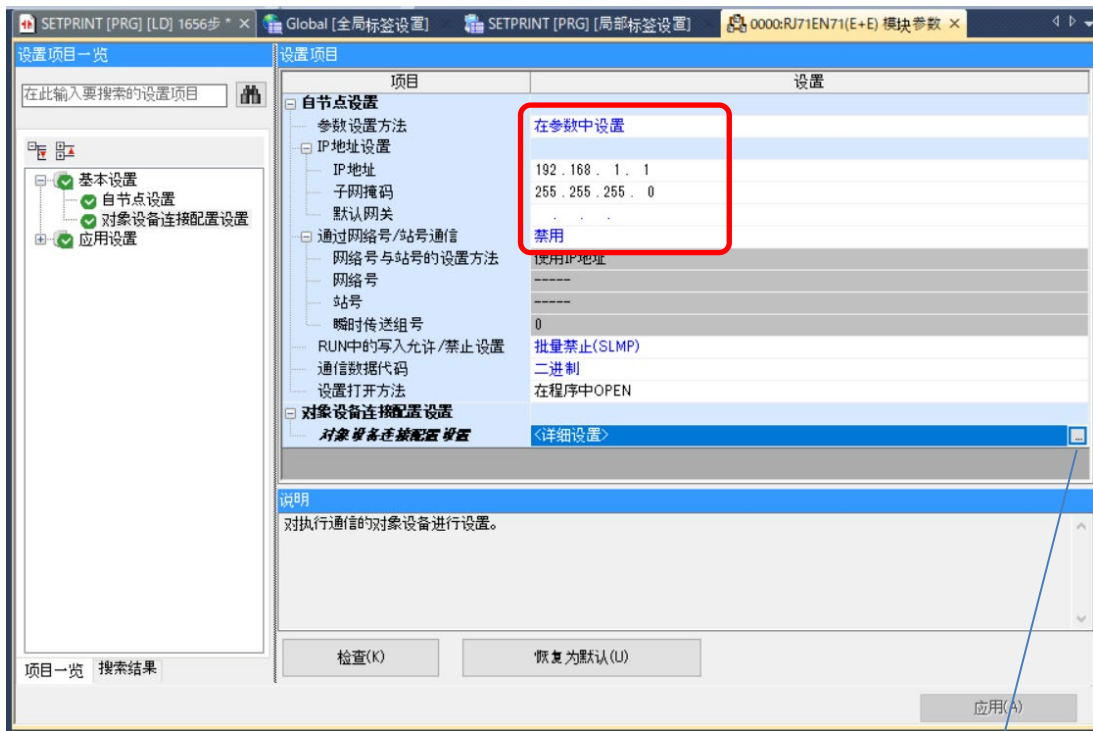 SETPRINT [PRG] [LD] 1656步 * Global [全局标签设置] SETPRINT [PRG] [局部标签设置] 0000:RJ71EN71(E+E) 模块参数
设置项目一览
在此输入要搜索的设置项目
基本设置
自节点设置
对象设备连接配置设置
应用设置
项目一览 搜索结果
设置项目
项目 设置
自节点设置
参数设置方法 在参数中设置
IP地址设置
IP地址 192 . 168 . 1 . 1
子网掩码 255 . 255 . 255 . 0
默认网关 . . .
通过网络号/站号通信 禁用
网络号与站号的设置方法 使用IP地址
网络号 -----
站号 -----
瞬时传送组号 0
RUN中的写入允许/禁止设置 批量禁止(SLMP)
通信数据代码 二进制
设置打开方法 在程序中OPEN
对象设备连接配置设置
对象设备连接配置设置 <详细设置> ...
说明
对执行通信的对象设备进行设置。
检查(K) 恢复为默认(U)
应用(A)